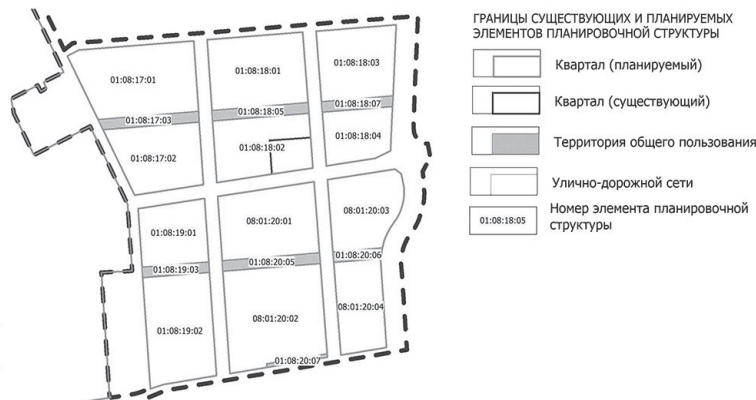 ГРАНИЦЫ СУЩЕСТВУЮЩИХ И ПЛАНИРУЕМЫХ
ЭЛЕМЕНТОВ ПЛАНИРОВОЧНОЙ СТРУКТУРЫ
Квартал (планируемый)
Квартал (существующий)
Территория общего пользования
Улично-дорожной сети
01:08:18:05
Номер элемента планировочной
структуры
01:08:17:01
01:08:18:01
01:08:18:03
01:08:17:03
01:08:18:05
01:08:18:07
01:08:17:02
01:08:18:02
01:08:18:04
01:08:19:01
08:01:20:01
08:01:20:03
01:08:19:03
01:08:20:05
01:08:20:06
01:08:19:02
08:01:20:02
08:01:20:04
01:08:20:07